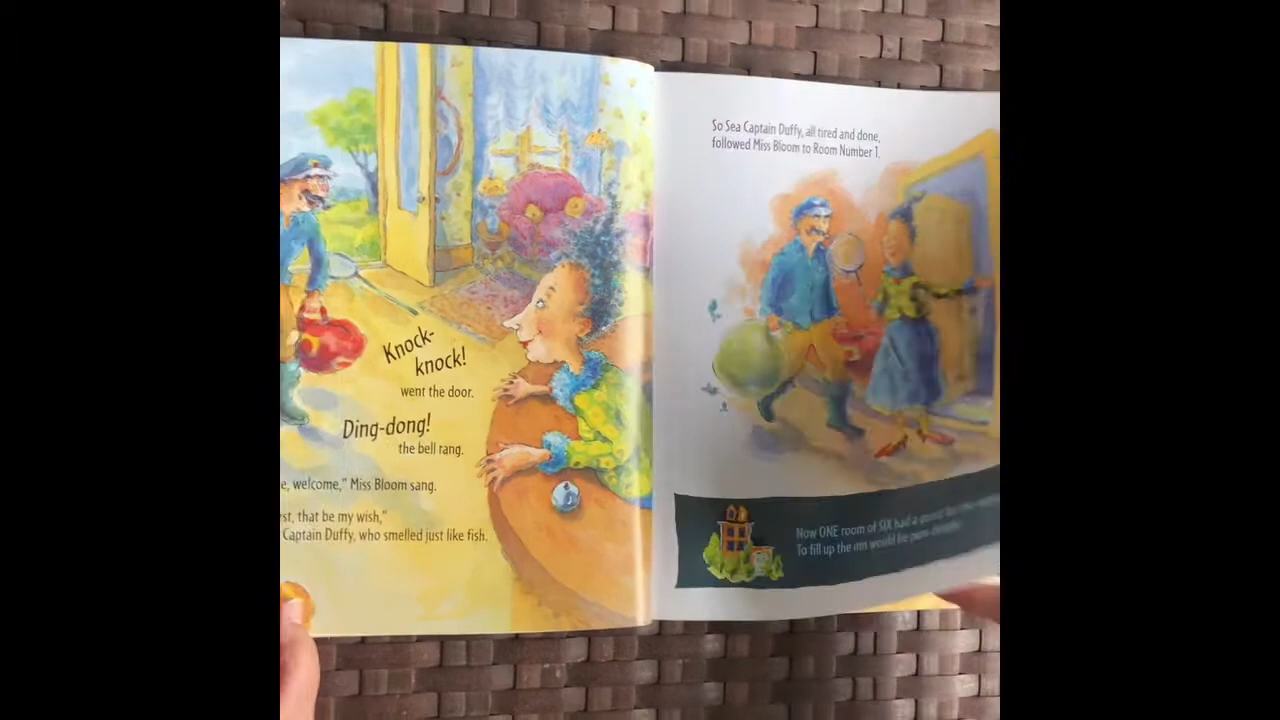 Knock-
knock!
went the door.
Ding-dong!
the bell rang.
e, welcome,” Miss Bloom sang.
st, that be my wish,”
Captain Duffy, who smelled just like fish.
So Sea Captain Duffy, all tired and done,
followed Miss Bloom to Room Number 1.
Now ONE room of SIX had a guest
To fill up the inn would be